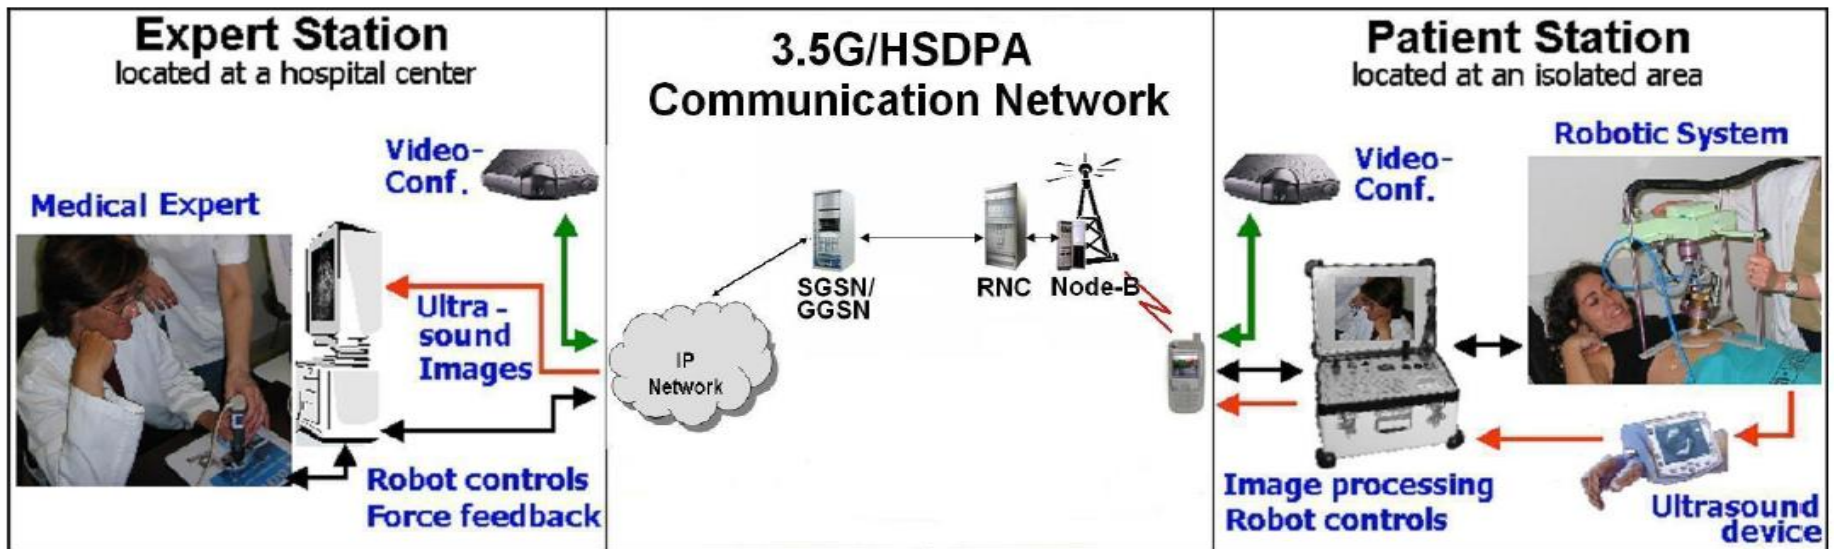 Expert Station
located at a hospital center
Video-
Conf.
Medical Expert
Ultra -
sound
Images
Robot controls
Force feedback
3.5G/HSDPA
Communication Network
SGSN/
GGSN
RNC
Node-B
IP
Network
Patient Station
located at an isolated area
Robotic System
Video-
Conf.
Image processing
Robot controls
Ultrasound
device